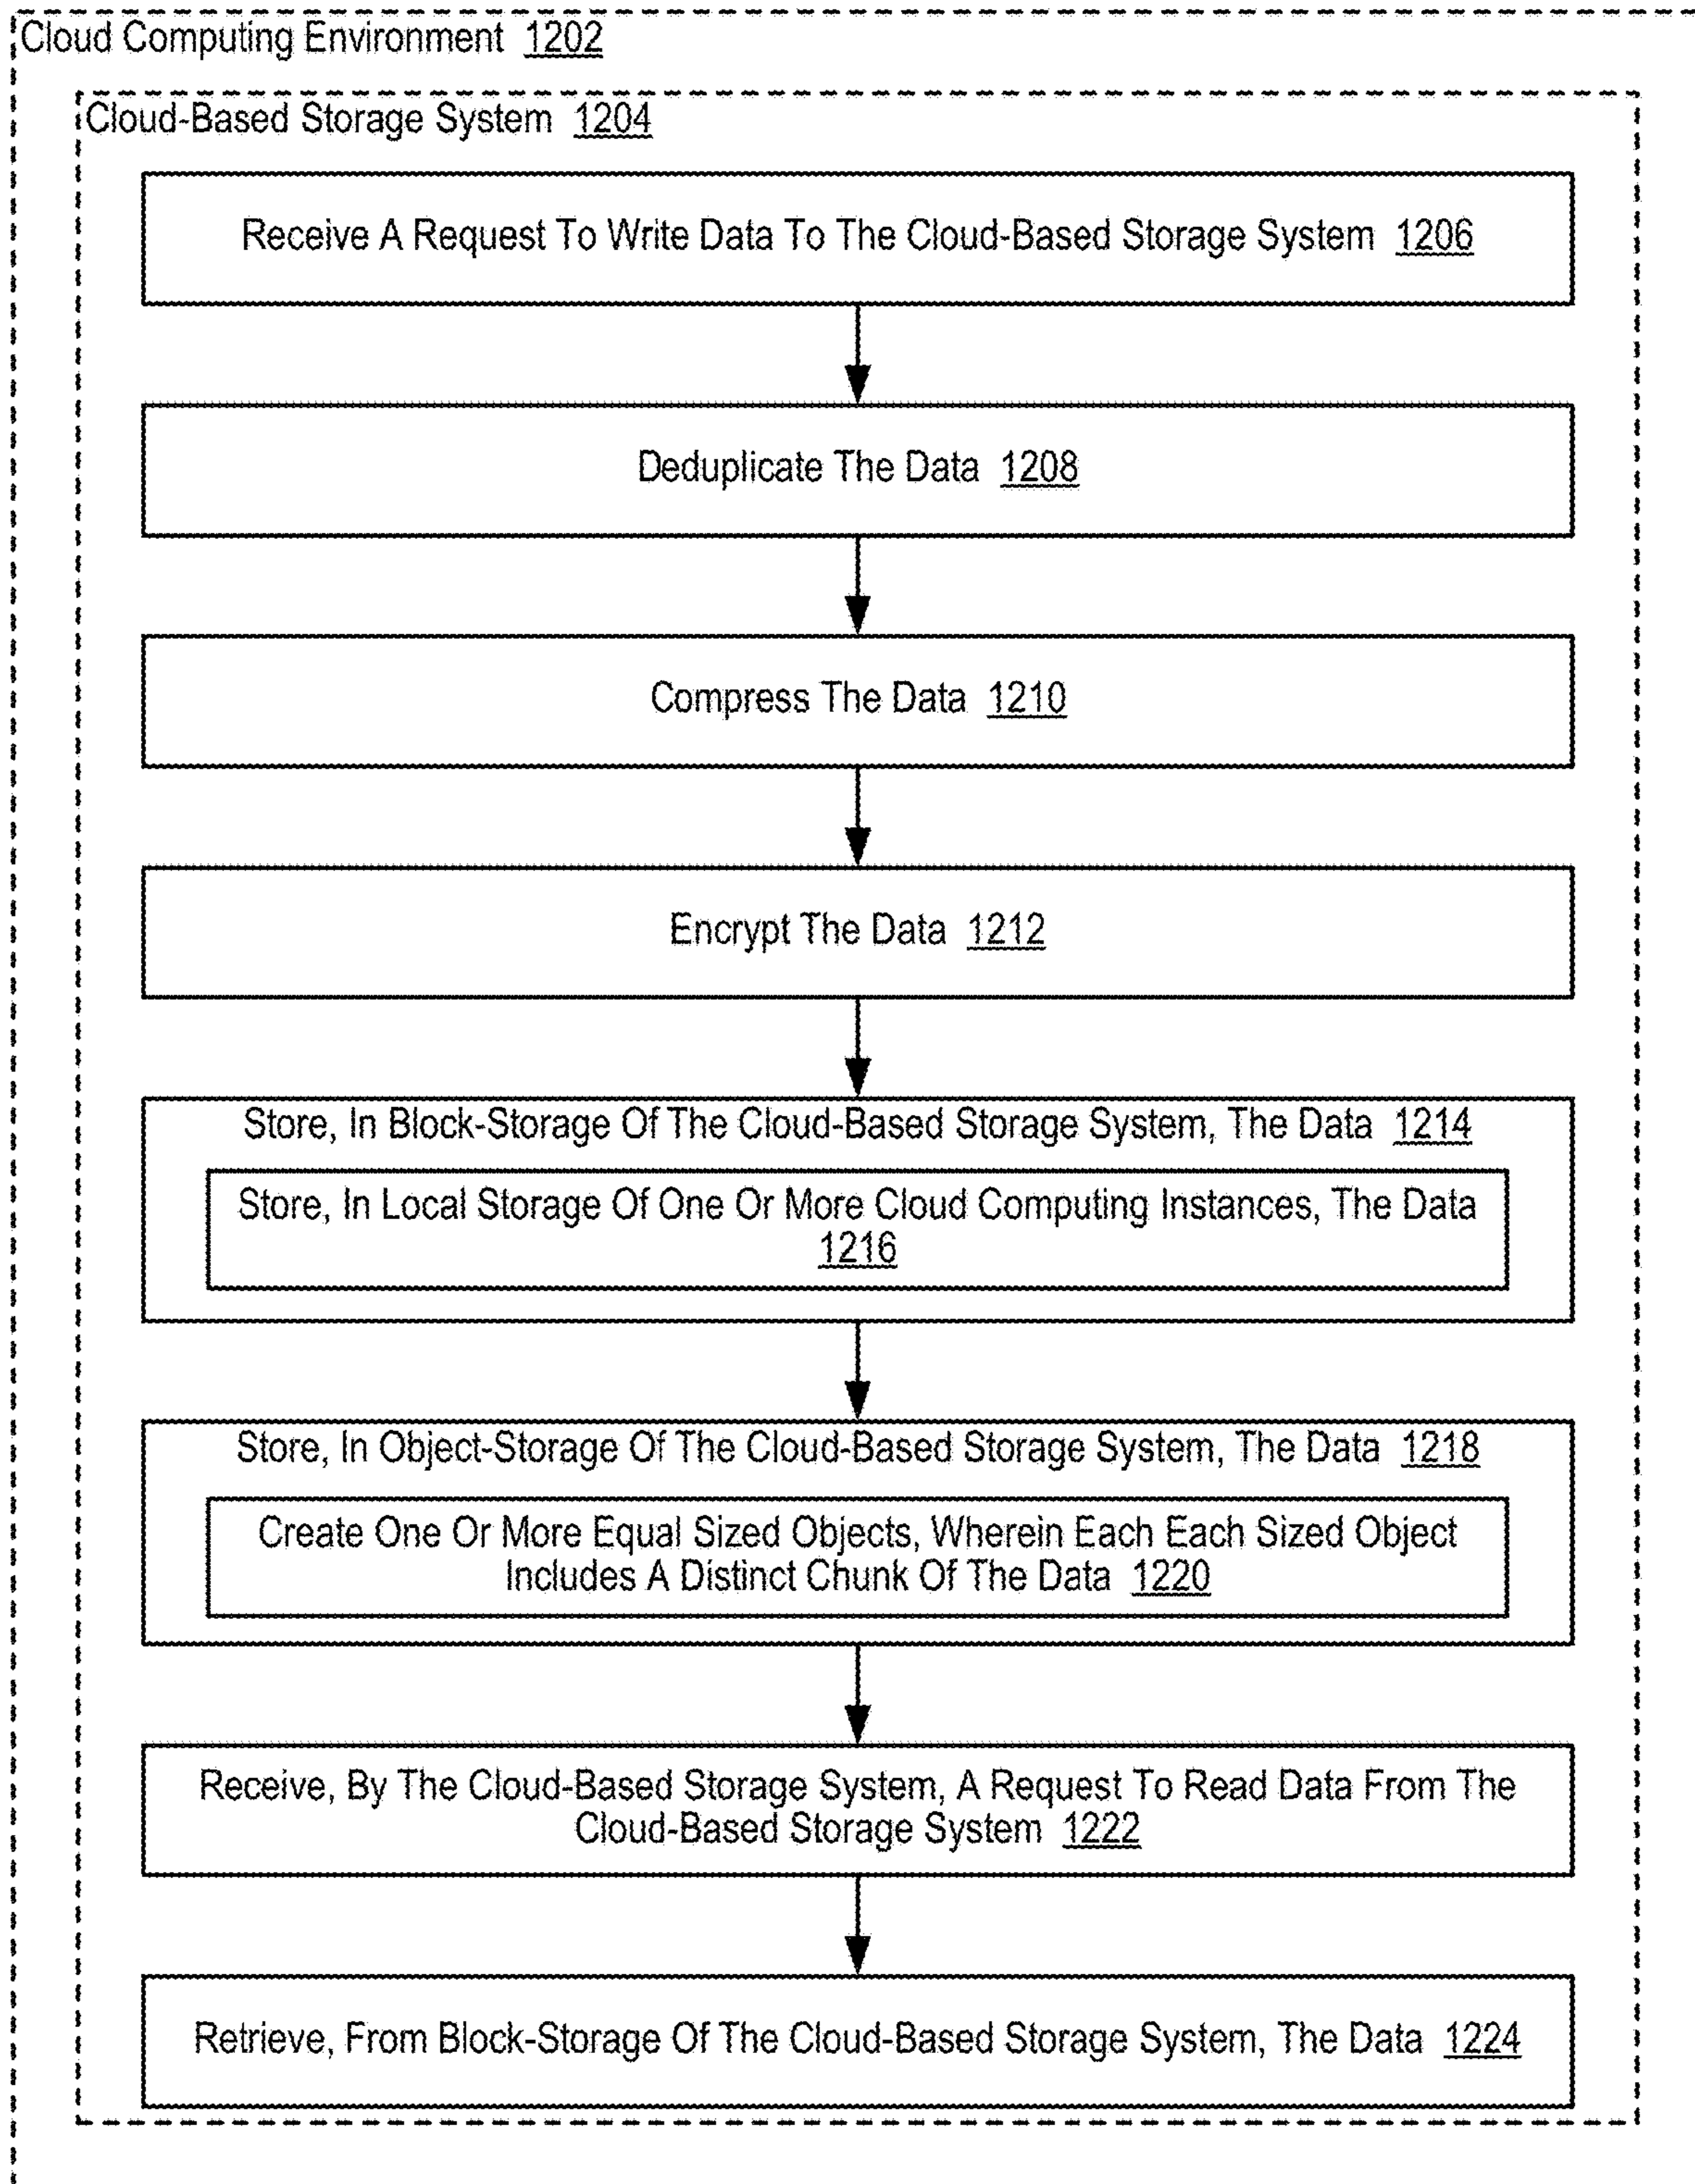 Cloud Computing Environment 1202
Cloud-Based Storage System 1204
Receive A Request To Write Data To The Cloud-Based Storage System 1206
Deduplicate The Data 1208
Compress The Data 1210
Encrypt The Data 1212
Store, In Block-Storage Of The Cloud-Based Storage System, The Data 1214
Store, In Local Storage Of One Or More Cloud Computing Instances, The Data
1216
Store, In Object-Storage Of The Cloud-Based Storage System, The Data 1218
Create One Or More Equal Sized Objects, Wherein Each Each Sized Object
Includes A Distinct Chunk Of The Data 1220
Receive, By The Cloud-Based Storage System, A Request To Read Data From The
Cloud-Based Storage System 1222
Retrieve, From Block-Storage Of The Cloud-Based Storage System, The Data 1224